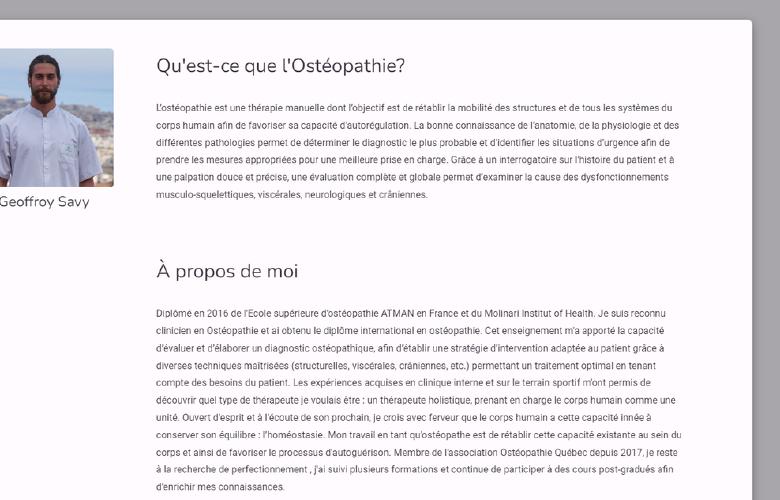 Qu'est-ce que l'Ostéopathie?
L'ostéopathie est une thérapie manuelle dont l'objectif est de rétablir la mobilité des structures et de tous les systèmes du
corps humain afin de favoriser sa capacité d'autorégulation. La bonne connaissance de l'anatomie, de la physiologie et des
différentes pathologies permet de déterminer le diagnostic le plus probable et d'identifier les situations d'urgence afin de
prendre les mesures appropriées pour une meilleure prise en charge. Grâce à un interrogatoire sur l'histoire du patient et à
une palpation douce et précise, une évaluation complète et globale permet d'examiner la cause des dysfonctionnements
musculo-squelettiques, viscérales, neurologiques et crâniennes.
Geoffroy Savy
À propos de moi
Diplômé en 2016 de l'Ecole supérieure d'ostéopathie ATMAN en France et du Molinari Institut of Health. Je suis reconnu
clinicien en Ostéopathie et ai obtenu le diplôme international en ostéopathie. Cet enseignement m'a apporté la capacité
d'évaluer et d'élaborer un diagnostic ostéopathique, afin d'établir une stratégie d'intervention adaptée au patient grâce à
diverses techniques maîtrisées (structurelles, viscérales, crâniennes, etc.) permettant un traitement optimal en tenant
compte des besoins du patient. Les expériences acquises en clinique interne et sur le terrain sportif m'ont permis de
découvrir quel type de thérapeute je voulais être : un thérapeute holistique, prenant en charge le corps humain comme une
unité. Ouvert d'esprit et à l'écoute de son prochain, je crois avec ferveur que le corps humain a cette capacité innée à
conserver son équilibre : l'homéostasie. Mon travail en tant qu'ostéopathe est de rétablir cette capacité existante au sein du
corps et ainsi de favoriser le processus d'autoguérison. Membre de l'association Ostéopathie Québec depuis 2017, je reste
à la recherche de perfectionnement , j'ai suivi plusieurs formations et continue de participer à des cours post-gradués afin
d'enrichir mes connaissances.